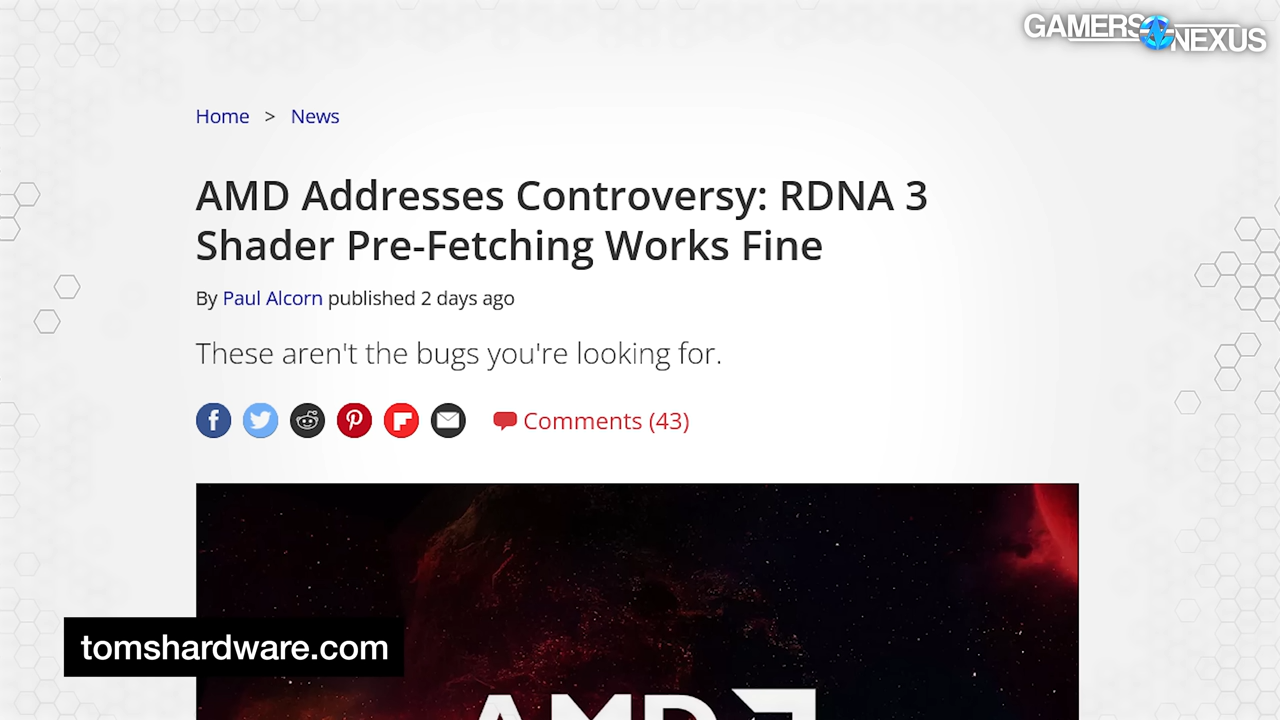 GAMERS NEXUS
Home > News
AMD Addresses Controversy: RDNA 3
Shader Pre-Fetching Works Fine
By Paul Alcorn published 2 days ago
These aren't the bugs you're looking for.
Comments (43)
tomshardware.com
AMD